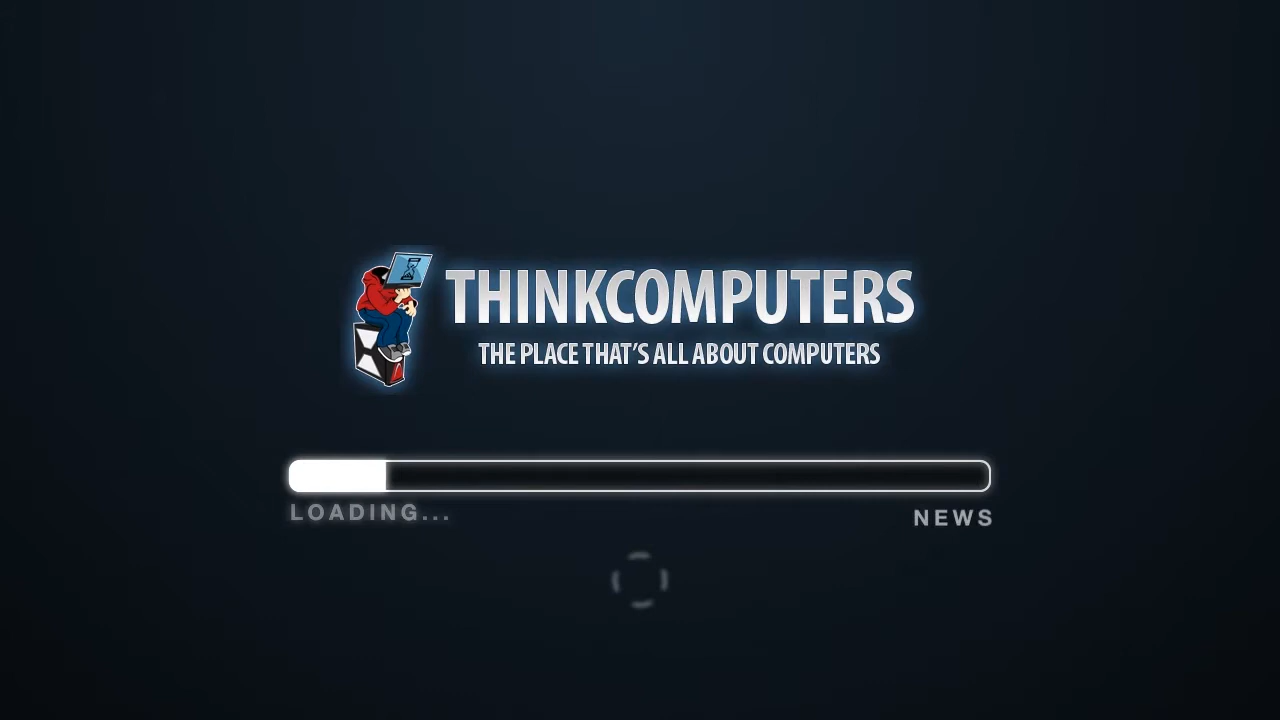 THINKCOMPUTERS
THE PLACE THAT'S ALL ABOUT COMPUTERS
LOADING...
NEWS